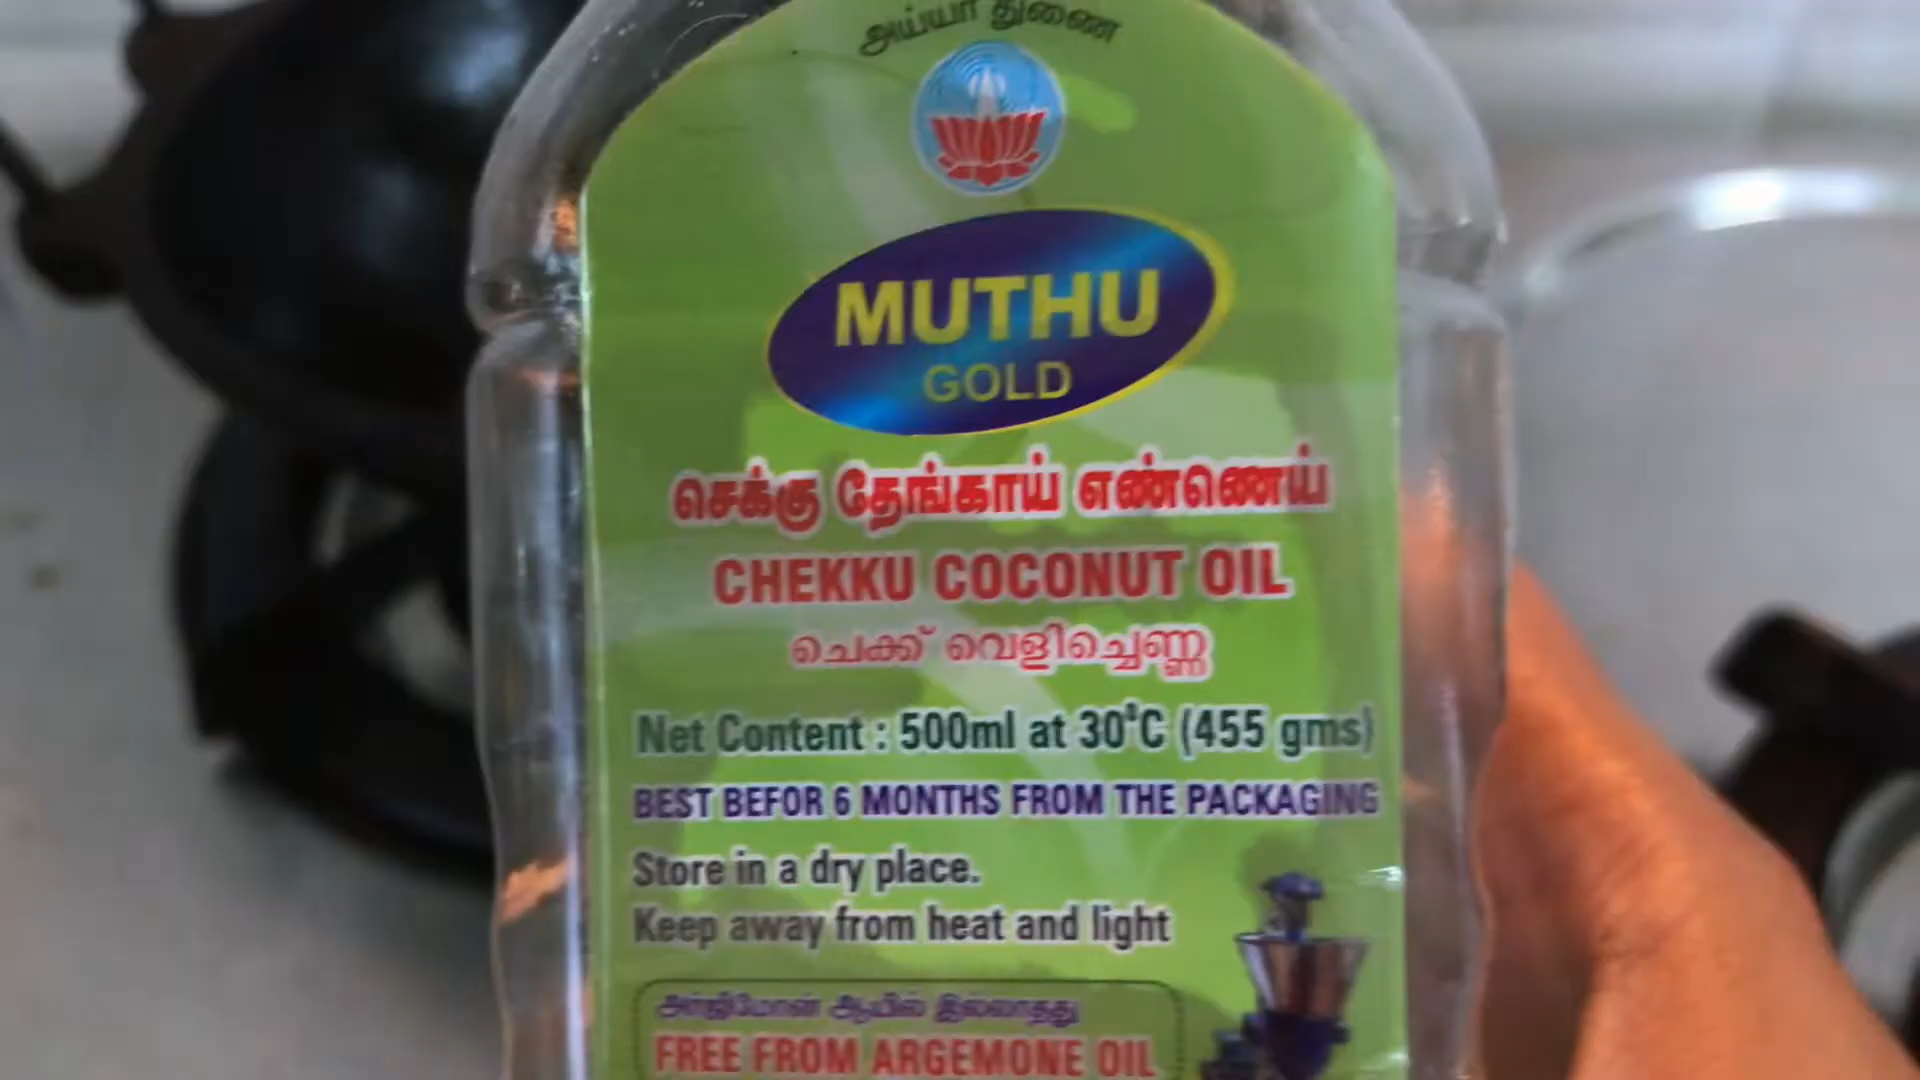 அய்யா துணை
MUTHU
GOLD
செக்கு தேங்காய் எண்ணெய்
CHEKKU COCONUT OIL
ചെക്ക് വെളിച്ചെണ്ണ
Net Content : 500ml at 30°C (455 gms)
BEST BEFOR 6 MONTHS FROM THE PACKAGING
Store in a dry place.
Keep away from heat and light
அர்ஜிமோன் ஆயில் இல்லாதது
FREE FROM ARGEMONE OIL